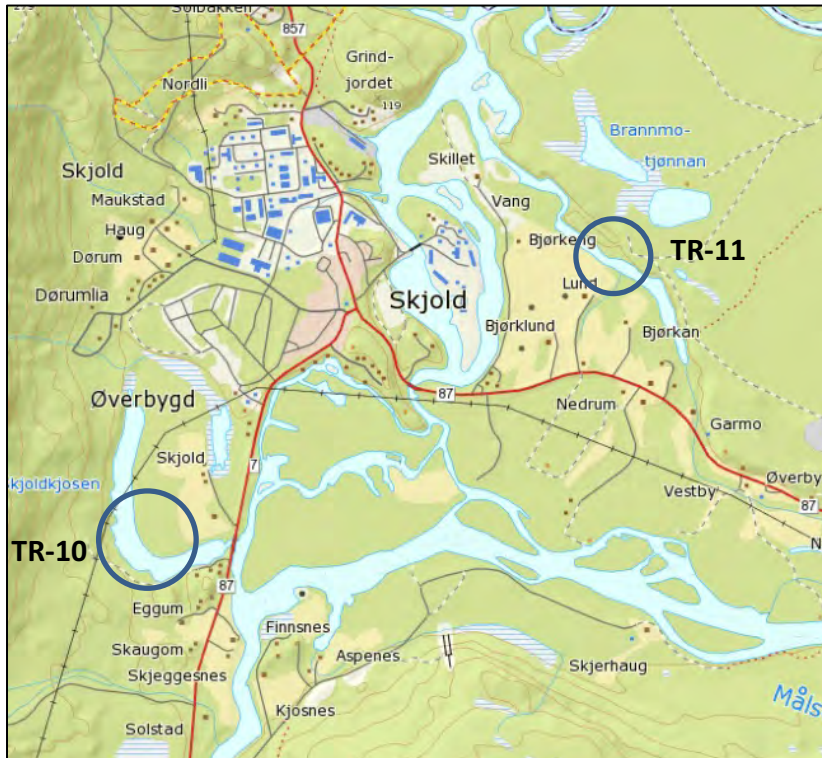 Solbakken
857
Grind-
jordet
119
Nordli
Brannmo-
tjønnan
Skillet
Skjold
Maukstad
Vang
Haug
Bjørkeng
TR-11
Dørum
Lund
Dørumlia
Skjold
Bjørklund
Bjørkan
87
Øverbygd
Nedrum
Garmo
Skjold
7
Skjoldkjosen
Vestby
Øverby
87
N
TR-10
87
Eggum
Finnsnes
Skaugom
Aspenes
Skjerhaug
Skjeggesnes
Kjosnes
Måls
Solstad